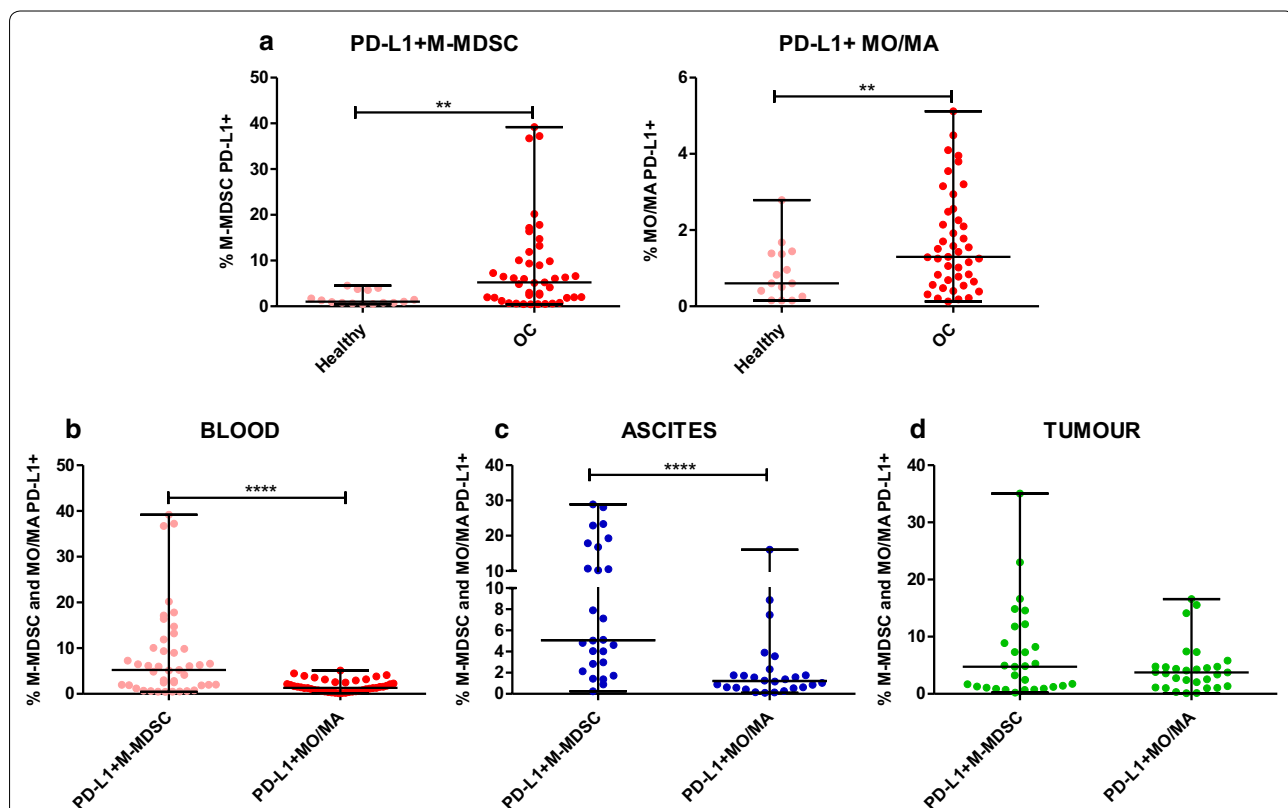 a
PD-L1+M-MDSC
% M-MDSC PD-L1+
50
40
30
20
10
0
**
Healthy
OC
PD-L1+ MO/MA
% MO/MA PD-L1+
6
4
2
0
**
Healthy
OC
b
BLOOD
% M-MDSC and MO/MA PD-L1+
50
40
30
20
10
0
****
PD-L1+M-MDSC
PD-L1+MO/MA
c
ASCITES
% M-MDSC and MO/MA PD-L1+
40
30
20
10
10
8
6
4
2
0
****
PD-L1+M-MDSC
PD-L1+MO/MA
d
TUMOUR
% M-MDSC and MO/MA PD-L1+
40
30
20
10
0
PD-L1+M-MDSC
PD-L1+MO/MA